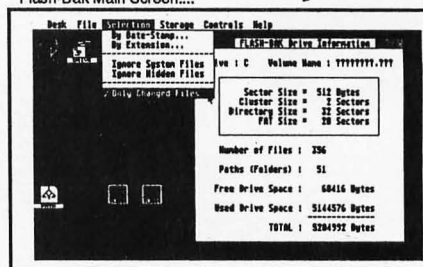 Flash-Bak Main Screen....
Desk File Selection Storage Controls Help
By Date-Stamp...
By Extension...
Ignore System Files
Ignore Hidden Files
✓ Only Changed Files
FLASH-BAK Drive Information
ive : C Volume Name : ????????.???
Sector Size = 512 Bytes
Cluster Size = 2 Sectors
Directory Size = 32 Sectors
FAT Size = 20 Sectors
Number of Files : 396
Paths (Folders) : 51
Free Drive Space : 60416 Bytes
Used Drive Space : 5144576 Bytes
TOTAL : 5204992 Bytes